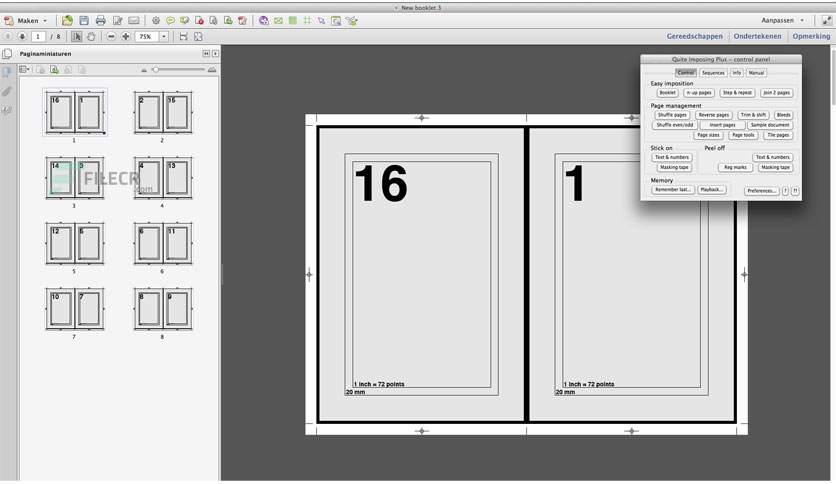 New booklet 3
Maken
Aanpassen
1 / 8
75%
Gereedschappen
Ondertekenen
Opmerking
Paginaminiaturen
16 1
1
2 15
2
14 3
3
4 13
4
12 5
5
6 11
6
10 7
7
8 9
8
FILECR
.com
16
1 inch = 72 points
20 mm
1
1 inch = 72 points
20 mm
Quite Imposing Plus - control panel
Control Sequences Info Manual
Easy imposition
Booklet n-up pages Step & repeat Join 2 pages
Page management
Shuffle pages Reverse pages Trim & shift Bleeds
Shuffle even/odd Insert pages Sample document
Page sizes Page tools Tile pages
Stick on Peel off
Text & numbers Text & numbers
Masking tape Reg marks Masking tape
Memory
Remember last... Playback... Preferences... ? ??